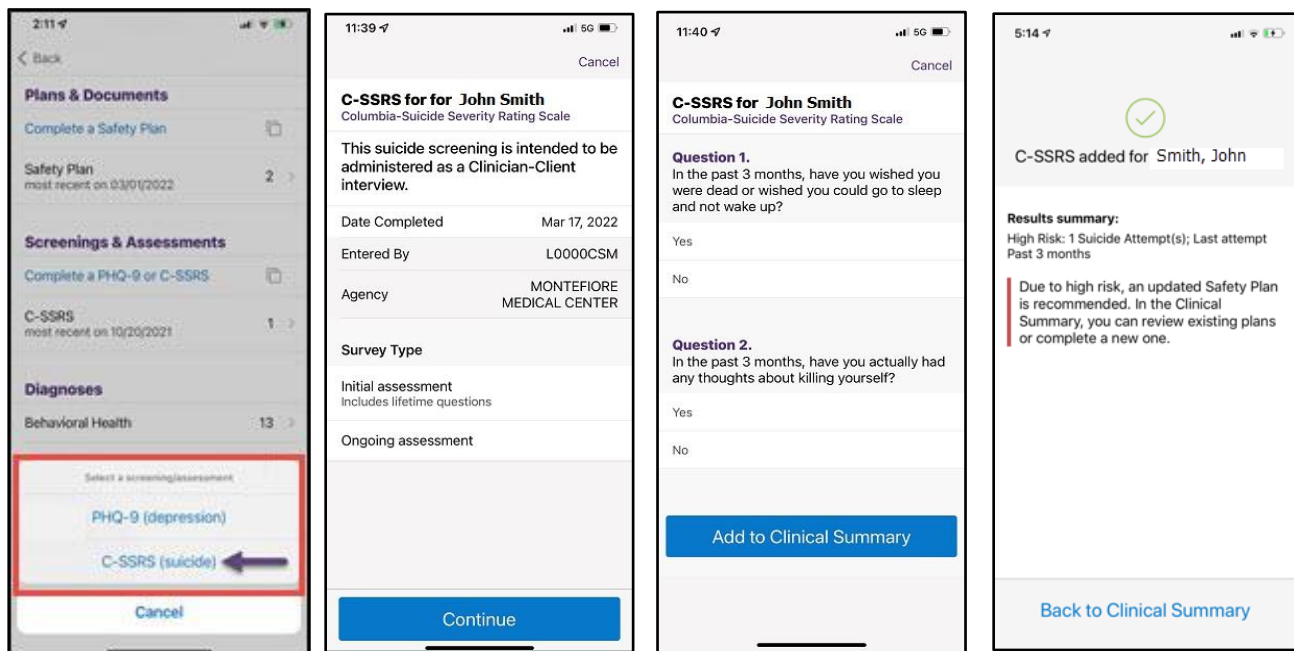 2:11
Back
Plans & Documents
Complete a Safety Plan
Safety Plan
most recent on 03/01/2022
2
Screenings & Assessments
Complete a PHQ-9 or C-SSRS
C-SSRS
most recent on 10/20/2021
1
Diagnoses
Behavioral Health 13
Select a screening/assessment
PHQ-9 (depression)
C-SSRS (suicide)
Cancel
11:39
5G
Cancel
C-SSRS for for John Smith
Columbia-Suicide Severity Rating Scale
This suicide screening is intended to be
administered as a Clinician-Client
interview.
Date Completed Mar 17, 2022
Entered By L0000CSM
Agency MONTEFIORE
MEDICAL CENTER
Survey Type
Initial assessment
Includes lifetime questions
Ongoing assessment
Continue
11:40
5G
Cancel
C-SSRS for John Smith
Columbia-Suicide Severity Rating Scale
Question 1.
In the past 3 months, have you wished you
were dead or wished you could go to sleep
and not wake up?
Yes
No
Question 2.
In the past 3 months, have you actually had
any thoughts about killing yourself?
Yes
No
Add to Clinical Summary
5:14
C-SSRS added for Smith, John
Results summary:
High Risk: 1 Suicide Attempt(s); Last attempt
Past 3 months
Due to high risk, an updated Safety Plan
is recommended. In the Clinical
Summary, you can review existing plans
or complete a new one.
Back to Clinical Summary